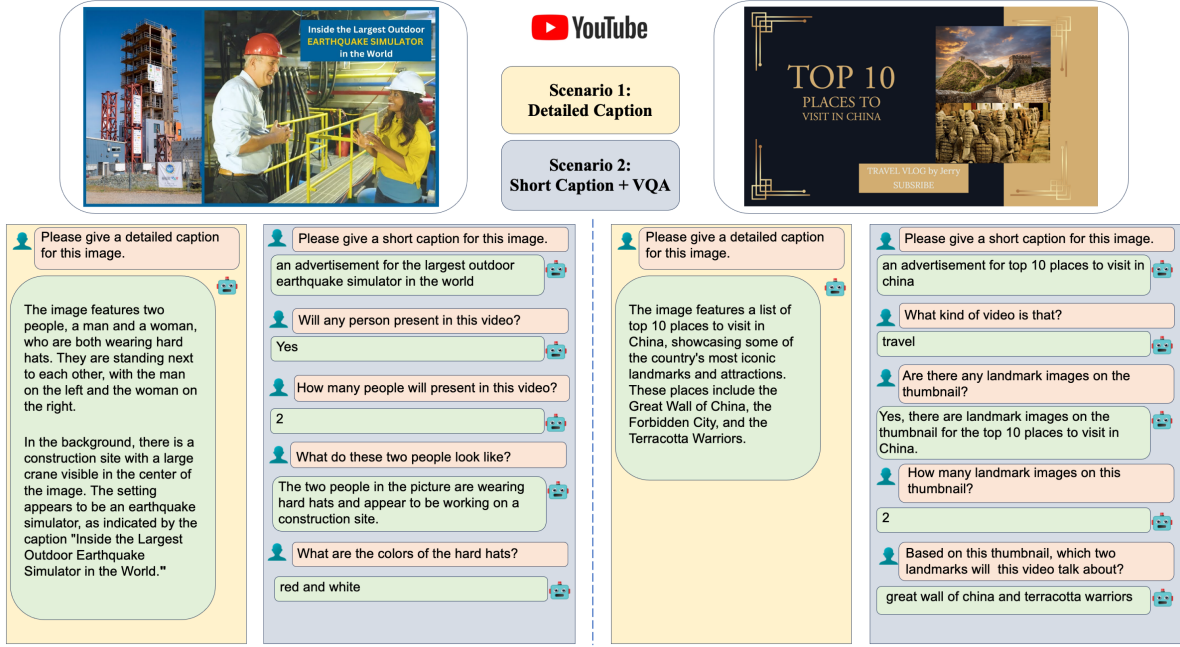 Inside the Largest Outdoor
EARTHQUAKE SIMULATOR
in the World
YouTube
Scenario 1:
Detailed Caption
Scenario 2:
Short Caption + VQA
TOP 10
PLACES TO
VISIT IN CHINA
TRAVEL VLOG by Jerry
SUBSRIBE
Please give a detailed caption
for this image.
The image features two
people, a man and a woman,
who are both wearing hard
hats. They are standing next
to each other, with the man
on the left and the woman on
the right.
In the background, there is a
construction site with a large
crane visible in the center of
the image. The setting
appears to be an earthquake
simulator, as indicated by the
caption "Inside the Largest
Outdoor Earthquake
Simulator in the World."
Please give a short caption for this image.
an advertisement for the largest outdoor
earthquake simulator in the world
Will any person present in this video?
Yes
How many people will present in this video?
2
What do these two people look like?
The two people in the picture are wearing
hard hats and appear to be working on a
construction site.
What are the colors of the hard hats?
red and white
Please give a detailed caption
for this image.
The image features a list of
top 10 places to visit in
China, showcasing some of
the country's most iconic
landmarks and attractions.
These places include the
Great Wall of China, the
Forbidden City, and the
Terracotta Warriors.
Please give a short caption for this image.
an advertisement for top 10 places to visit in
china
What kind of video is that?
travel
Are there any landmark images on the
thumbnail?
Yes, there are landmark images on the
thumbnail for the top 10 places to visit in
China.
How many landmark images on this
thumbnail?
2
Based on this thumbnail, which two
landmarks will this video talk about?
great wall of china and terracotta warriors